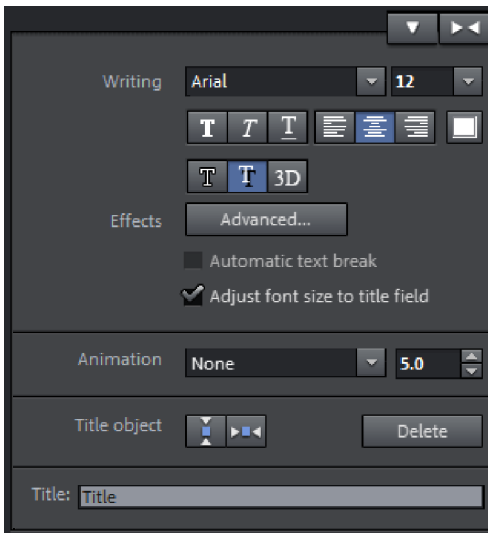 Writing Arial 12
T T T
T T 3D
Effects Advanced...
Automatic text break
Adjust font size to title field
Animation None 5.0
Title object Delete
Title: Title